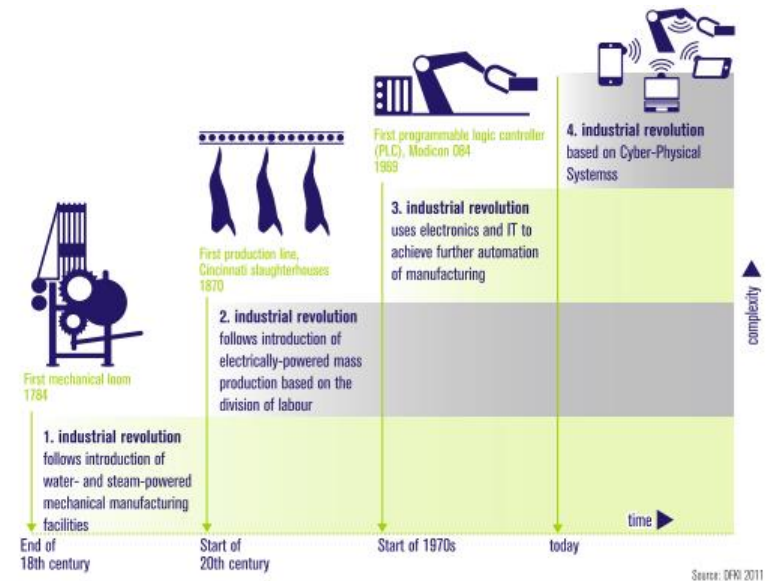 First mechanical loom
1784
1. industrial revolution
follows introduction of
water- and steam-powered
mechanical manufacturing
facilities
End of
18th century
First production line,
Cincinnati slaughterhouses
1870
2. industrial revolution
follows introduction of
electrically-powered mass
production based on the
division of labour
Start of
20th century
First programmable logic controller
(PLC), Modicon 084
1969
3. industrial revolution
uses electronics and IT to
achieve further automation
of manufacturing
Start of 1970s
4. industrial revolution
based on Cyber-Physical
Systemss
today
time
complexity
Source: DFKI 2011